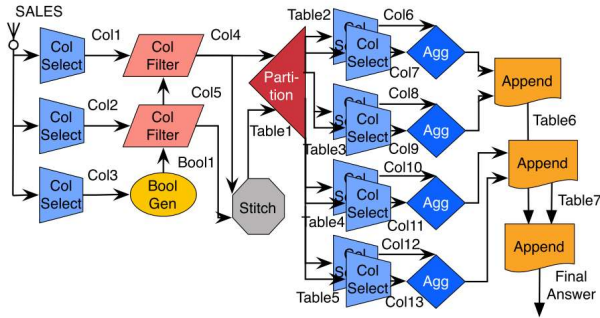 SALES
Col1
Col4
Col
Select
Col
Filter
Col2
Col5
Col
Select
Col
Filter
Table1
Col3
Bool1
Col
Select
Bool
Gen
Stitch
Parti-
tion
Table2
Col6
Col
Select
Col7
Agg
Col8
Col
Select
Table3
Col9
Agg
Col10
Col
Select
Table4
Col11
Agg
Col12
Col
Select
Table5
Col13
Agg
Append
Table6
Append
Table7
Append
Final
Answer